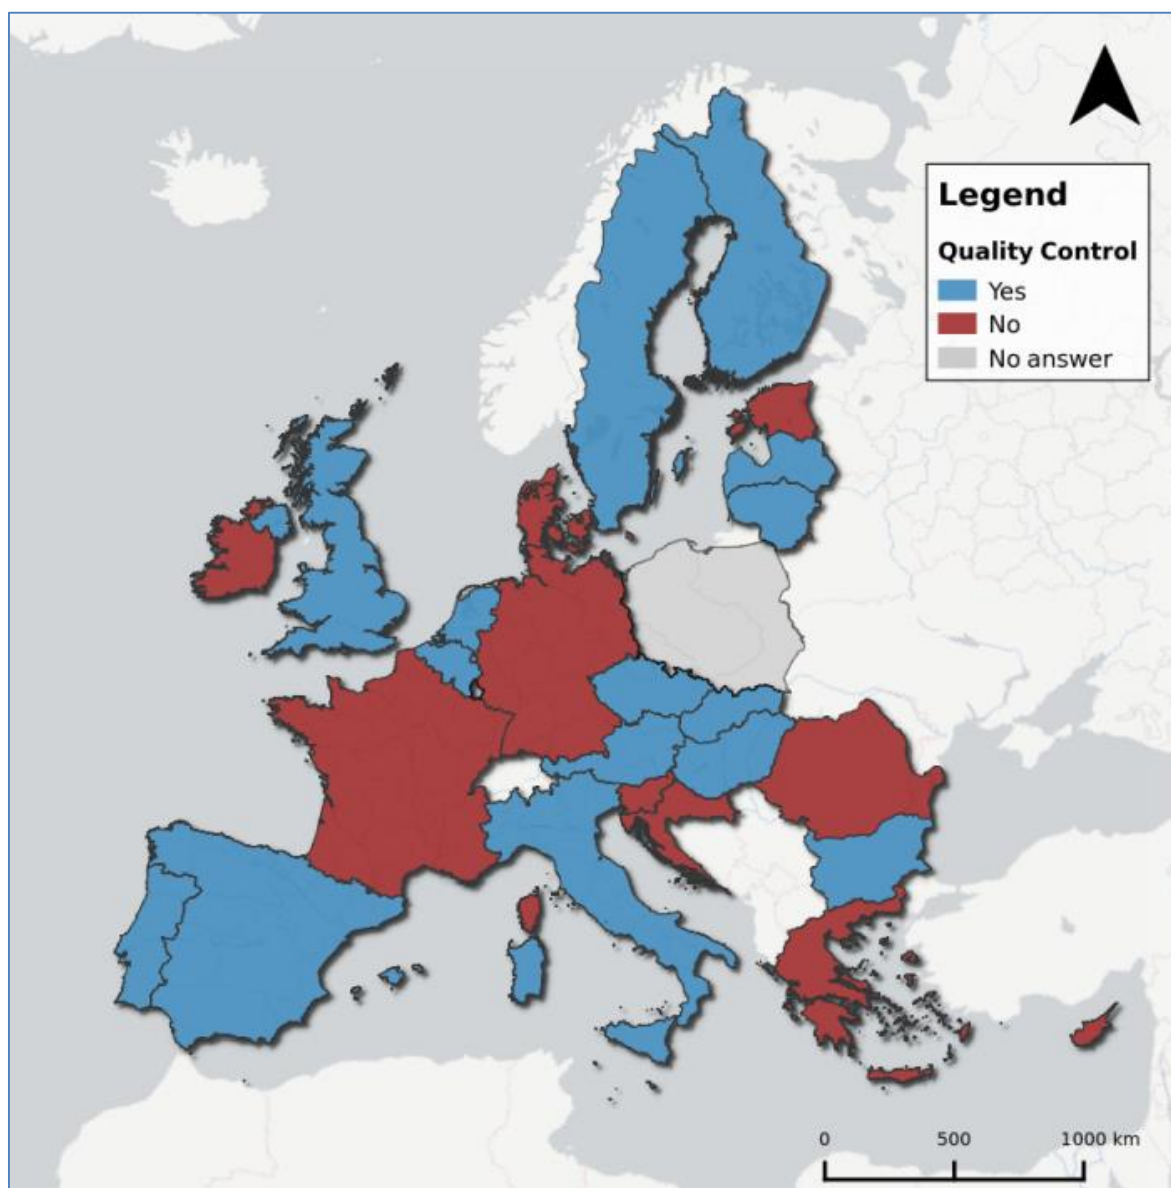 Legend
Quality Control
Yes
No
No answer
0 500 1000 km